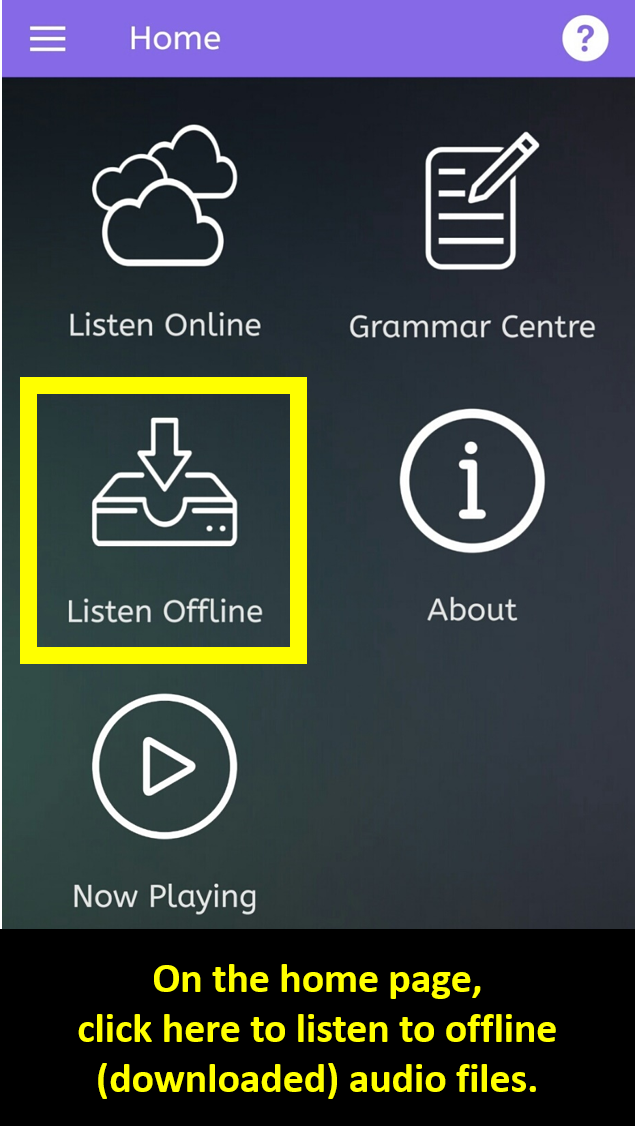 Home
?
Listen Online
Grammar Centre
Listen Offline
About
Now Playing
On the home page,
click here to listen to offline
(downloaded) audio files.